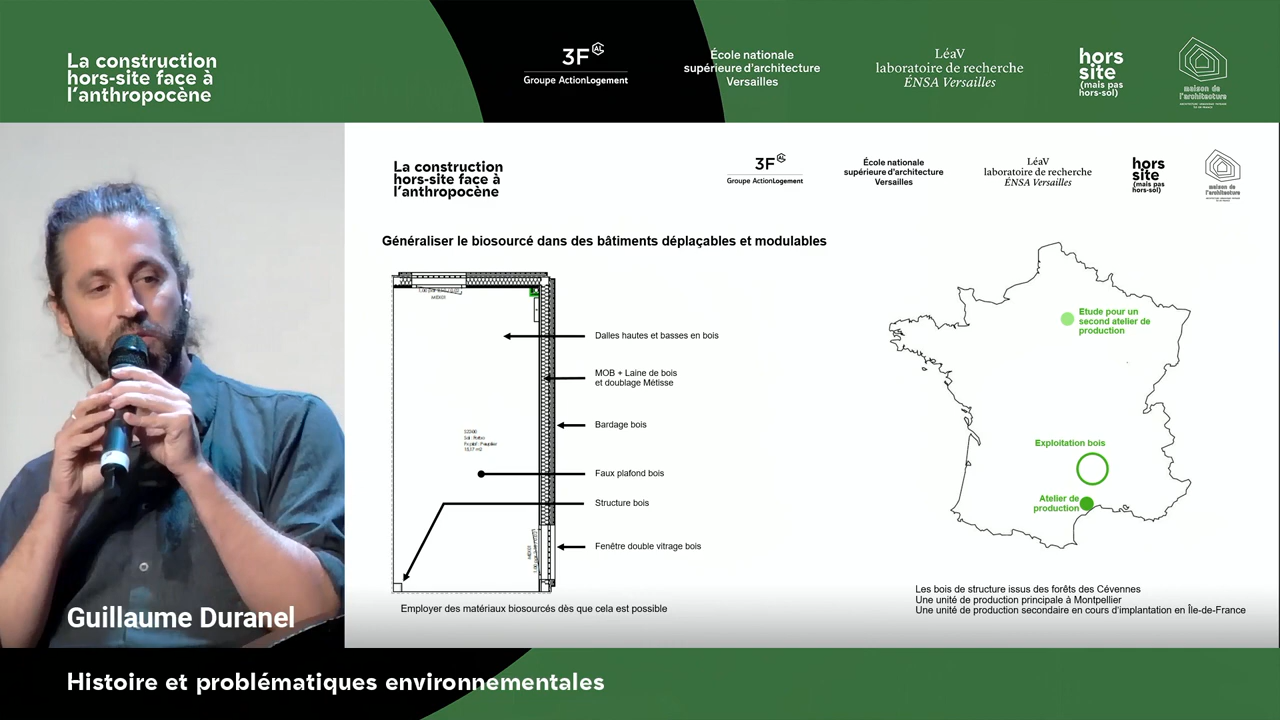 La construction
hors-site face à
l'anthropocène
3F AL
Groupe ActionLogement
École nationale
supérieure d'architecture
Versailles
LéaV
laboratoire de recherche
ÉNSA Versailles
hors
site
(mais pas
hors-sol)
maison de
l'architecture
La construction
hors-site face à
l'anthropocène
3F AL
Groupe ActionLogement
École nationale
supérieure d'architecture
Versailles
LéaV
laboratoire de recherche
ÉNSA Versailles
hors
site
(mais pas
hors-sol)
maison de
l'architecture
Généraliser le biosourcé dans des bâtiments déplaçables et modulables
Dalles hautes et basses en bois
MOB + Laine de bois
et doublage Métisse
Bardage bois
Faux plafond bois
Structure bois
Fenêtre double vitrage bois
Employer des matériaux biosourcés dès que cela est possible
Etude pour un
second atelier de
production
Exploitation bois
Atelier de
production
Les bois de structure issus des forêts des Cévennes
Une unité de production principale à Montpellier
Une unité de production secondaire en cours d'implantation en Île-de-France
Guillaume Duranel
Histoire et problématiques environnementales